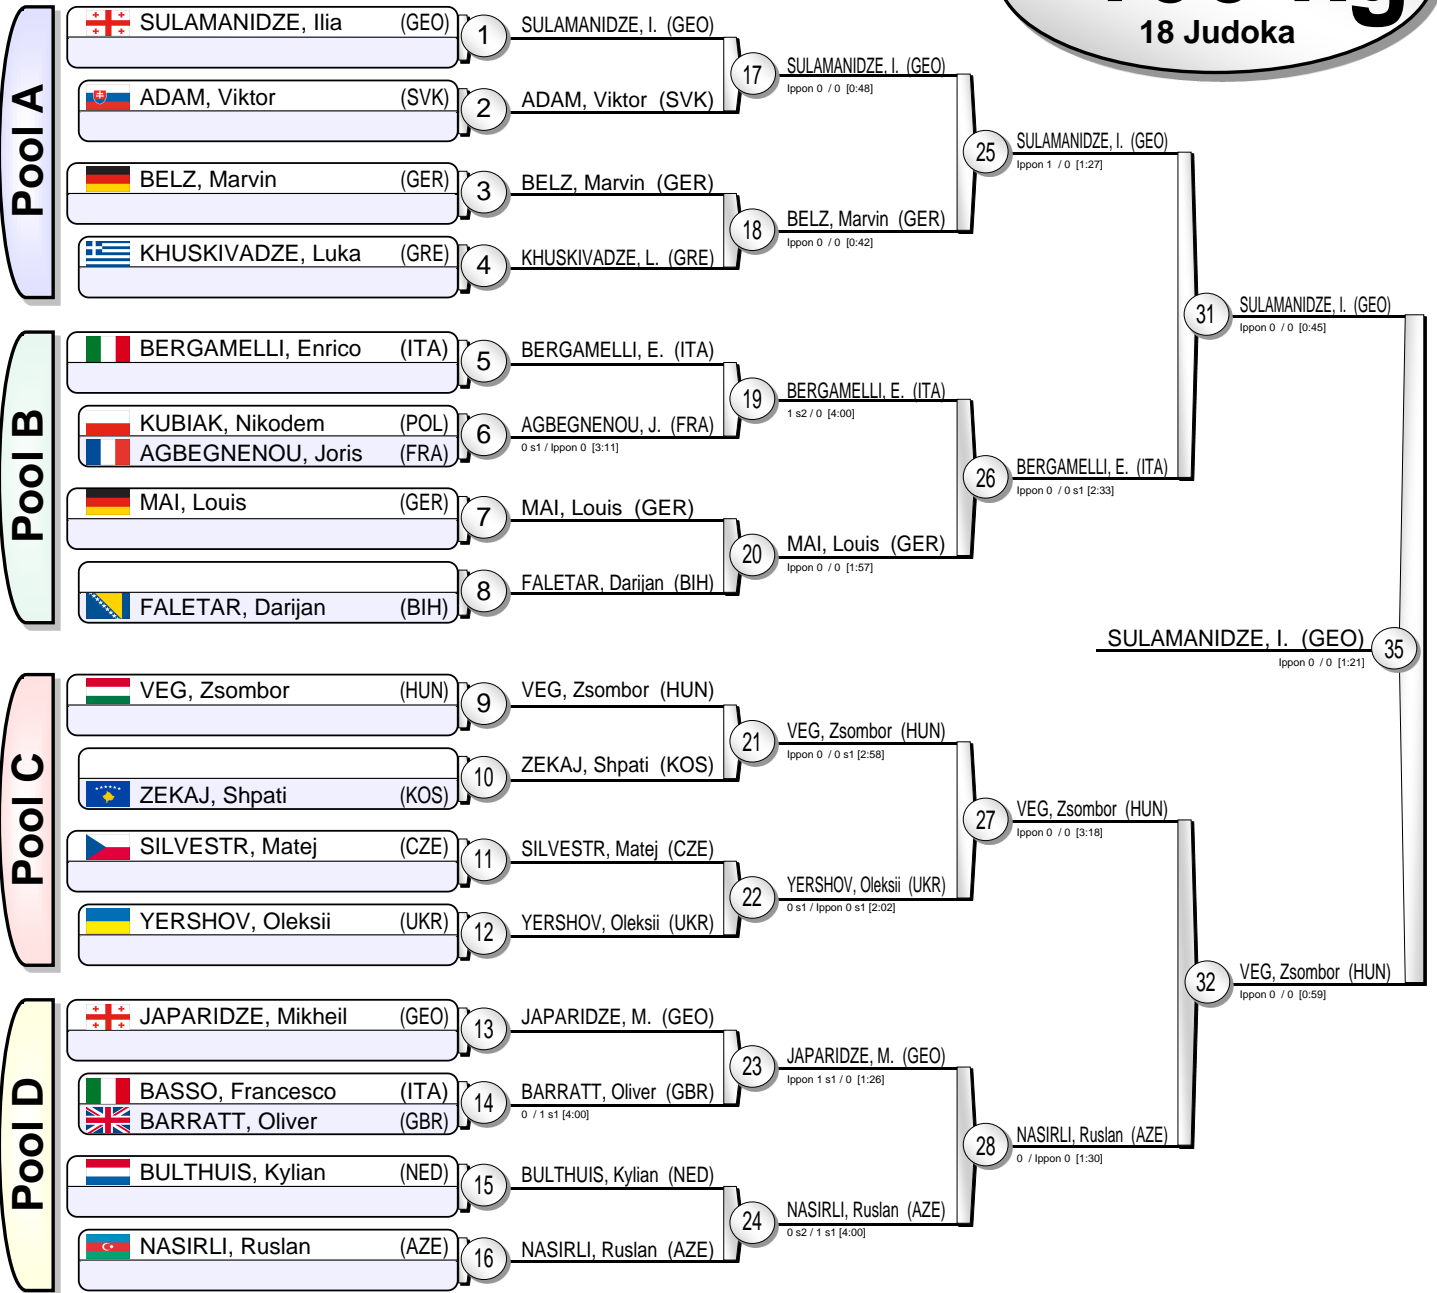 18 Judoka
Pool A
SULAMANIDZE, Ilia (GEO)
ADAM, Viktor (SVK)
BELZ, Marvin (GER)
KHUSKIVADZE, Luka (GRE)
1 SULAMANIDZE, I. (GEO)
2 ADAM, Viktor (SVK)
3 BELZ, Marvin (GER)
4 KHUSKIVADZE, L. (GRE)
17 SULAMANIDZE, I. (GEO)
Ippon 0 / 0 [0:48]
18 BELZ, Marvin (GER)
Ippon 0 / 0 [0:42]
25 SULAMANIDZE, I. (GEO)
Ippon 1 / 0 [1:27]
Pool B
BERGAMELLI, Enrico (ITA)
KUBIAK, Nikodem (POL)
AGBEGNENOU, Joris (FRA)
MAI, Louis (GER)
FALETAR, Darijan (BIH)
5 BERGAMELLI, E. (ITA)
6 AGBEGNENOU, J. (FRA)
0 s1 / Ippon 0 [3:11]
7 MAI, Louis (GER)
8 FALETAR, Darijan (BIH)
19 BERGAMELLI, E. (ITA)
1 s2 / 0 [4:00]
20 MAI, Louis (GER)
Ippon 0 / 0 [1:57]
26 BERGAMELLI, E. (ITA)
Ippon 0 / 0 s1 [2:33]
31 SULAMANIDZE, I. (GEO)
Ippon 0 / 0 [0:45]
SULAMANIDZE, I. (GEO) 35
Ippon 0 / 0 [1:21]
Pool C
VEG, Zsombor (HUN)
ZEKAJ, Shpati (KOS)
SILVESTR, Matej (CZE)
YERSHOV, Oleksii (UKR)
9 VEG, Zsombor (HUN)
10 ZEKAJ, Shpati (KOS)
11 SILVESTR, Matej (CZE)
12 YERSHOV, Oleksii (UKR)
21 VEG, Zsombor (HUN)
Ippon 0 / 0 s1 [2:58]
22 YERSHOV, Oleksii (UKR)
0 s1 / Ippon 0 s1 [2:02]
27 VEG, Zsombor (HUN)
Ippon 0 / 0 [3:18]
32 VEG, Zsombor (HUN)
Ippon 0 / 0 [0:59]
Pool D
JAPARIDZE, Mikheil (GEO)
BASSO, Francesco (ITA)
BARRATT, Oliver (GBR)
BULTHUIS, Kylian (NED)
NASIRLI, Ruslan (AZE)
13 JAPARIDZE, M. (GEO)
14 BARRATT, Oliver (GBR)
0 / 1 s1 [4:00]
15 BULTHUIS, Kylian (NED)
16 NASIRLI, Ruslan (AZE)
23 JAPARIDZE, M. (GEO)
Ippon 1 s1 / 0 [1:26]
24 NASIRLI, Ruslan (AZE)
0 s2 / 1 s1 [4:00]
28 NASIRLI, Ruslan (AZE)
0 / Ippon 0 [1:30]